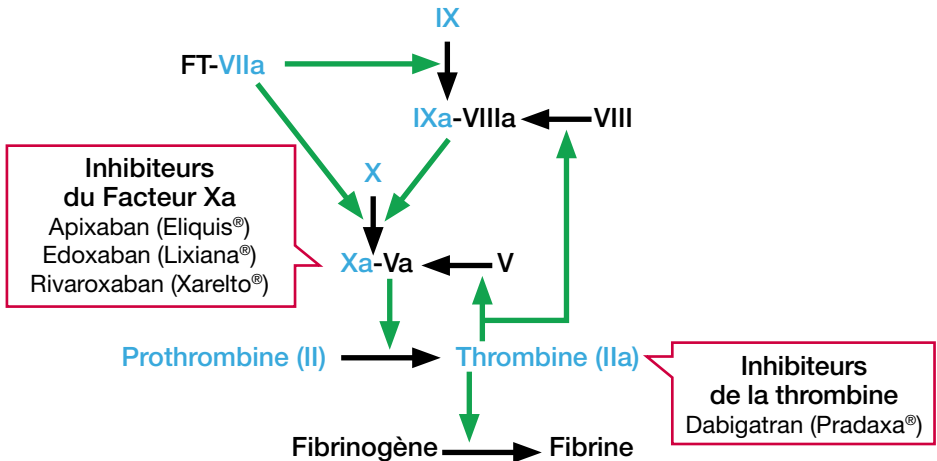 IX
FT-VIIa
IXa-VIIIa
VIII
Inhibiteurs
du Facteur Xa
Apixaban (Eliquis®)
Edoxaban (Lixiana®)
Rivaroxaban (Xarelto®)
X
Xa-Va
V
Prothrombine (II)
Thrombine (IIa)
Inhibiteurs
de la thrombine
Dabigatran (Pradaxa®)
Fibrinogène
Fibrine